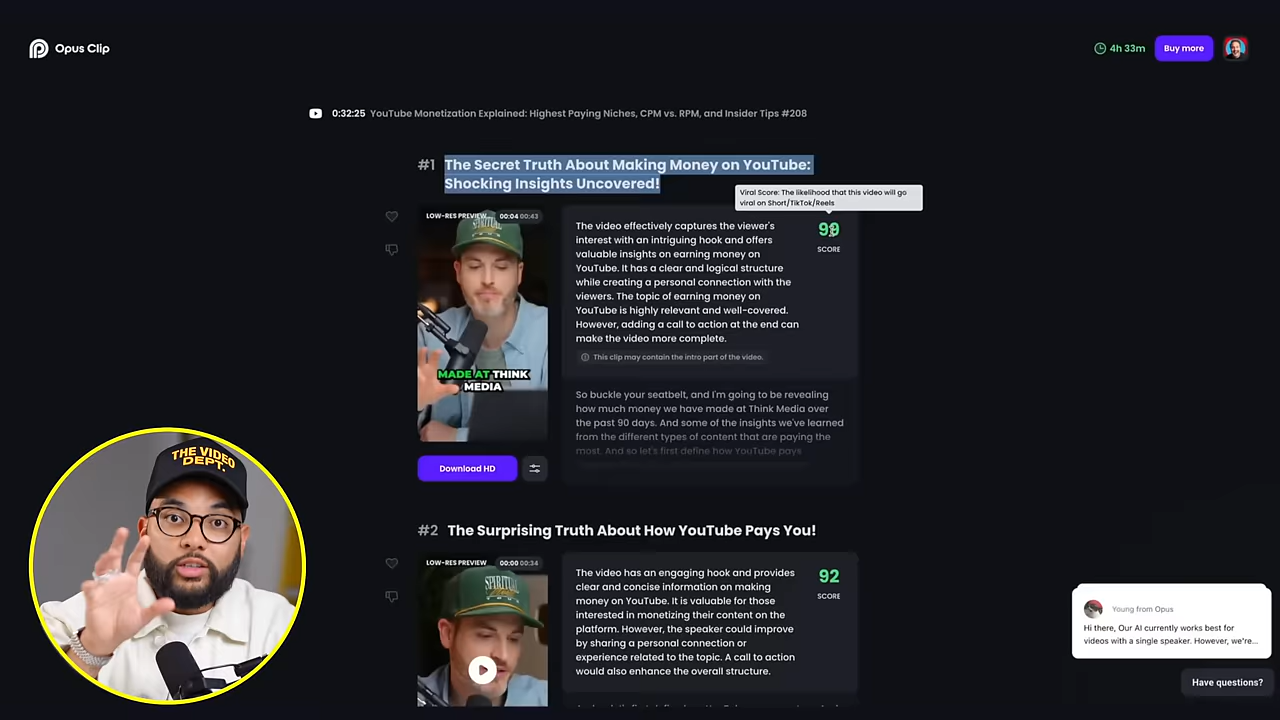 Opus Clip
4h 33m
Buy more
0:32:25 YouTube Monetization Explained: Highest Paying Niches, CPM vs. RPM, and Insider Tips #208
#1 The Secret Truth About Making Money on YouTube:
Shocking Insights Uncovered!
Viral Score: The likelihood that this video will go
viral on Short/TikTok/Reels
LOW-RES PREVIEW 00:04 00:43
SPIRITUAL
MADE AT THINK
MEDIA
The video effectively captures the viewer's
interest with an intriguing hook and offers
valuable insights on earning money on
YouTube. It has a clear and logical structure
while creating a personal connection with the
viewers. The topic of earning money on
YouTube is highly relevant and well-covered.
However, adding a call to action at the end can
make the video more complete.
99
SCORE
This clip may contain the intro part of the video.
So buckle your seatbelt, and I'm going to be revealing
how much money we have made at Think Media over
the past 90 days. And some of the insights we've learned
from the different types of content that are paying the
most. And so let's first define how YouTube pays
Download HD
THE VIDEO
DEPT.
#2 The Surprising Truth About How YouTube Pays You!
LOW-RES PREVIEW 00:00 00:34
SPIRITUAL
The video has an engaging hook and provides
clear and concise information on making
money on YouTube. It is valuable for those
interested in monetizing their content on the
platform. However, the speaker could improve
by sharing a personal connection or
experience related to the topic. A call to action
would also enhance the overall structure.
92
SCORE
Young from Opus
Hi there, Our AI currently works best for
videos with a single speaker. However, we're...
Have questions?